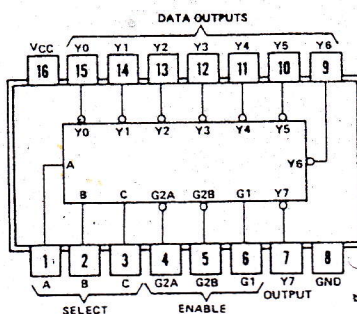 DATA OUTPUTS
VCC Y0 Y1 Y2 Y3 Y4 Y5 Y6
16 15 14 13 12 11 10 9
Y0 Y1 Y2 Y3 Y4 Y5
A Y6
B C G2A G2B G1 Y7
1 2 3 4 5 6 7 8
A B C G2A G2B G1 Y7 GND
SELECT ENABLE OUTPUT